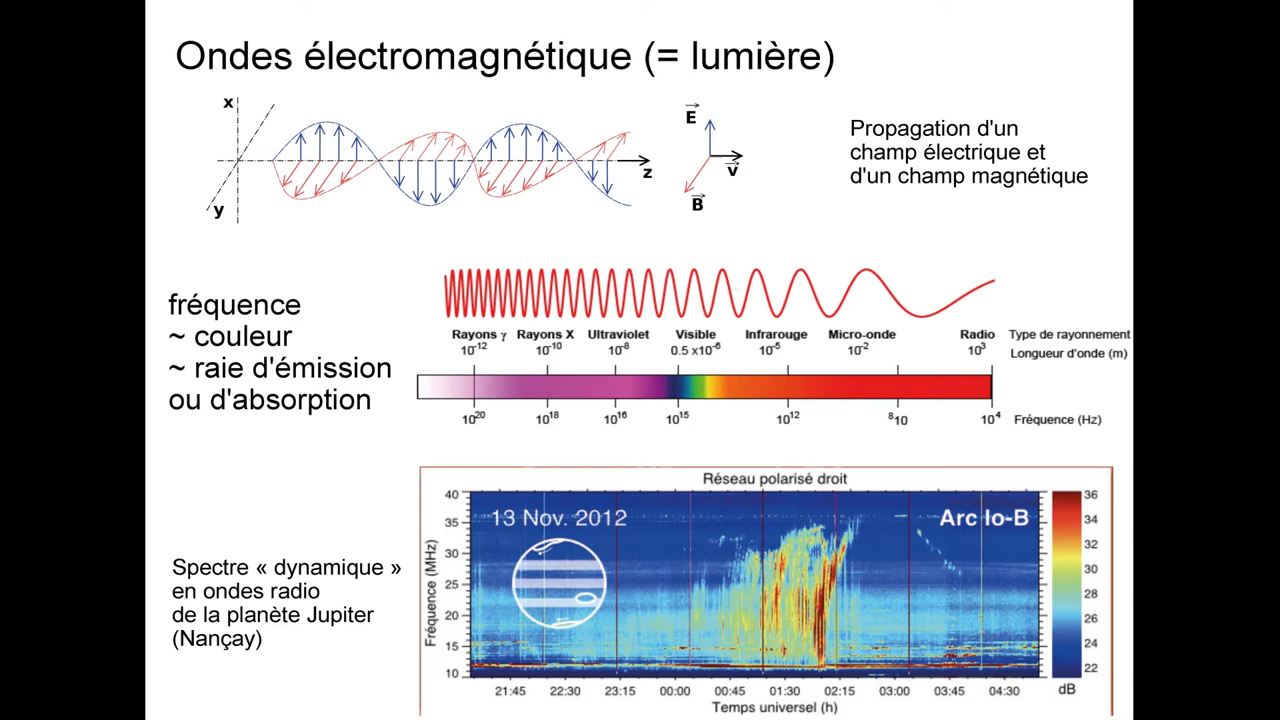 Ondes électromagnétique (= lumière)
x
y
z
E
v
B
Propagation d'un
champ électrique et
d'un champ magnétique
fréquence
~ couleur
~ raie d'émission
ou d'absorption
Rayons γ Rayons X Ultraviolet Visible Infrarouge Micro-onde Radio Type de rayonnement
10⁻¹² 10⁻¹⁰ 10⁻⁸ 0.5 x10⁻⁶ 10⁻⁵ 10⁻² 10³ Longueur d'onde (m)
10²⁰ 10¹⁸ 10¹⁶ 10¹⁵ 10¹² ⁸10 10⁴ Fréquence (Hz)
Spectre « dynamique »
en ondes radio
de la planète Jupiter
(Nançay)
Réseau polarisé droit
13 Nov. 2012 Arc Io-B
Fréquence (MHz)
40
35
30
25
20
15
10
36
34
32
30
28
26
24
22
dB
21:45 22:30 23:15 00:00 00:45 01:30 02:15 03:00 03:45 04:30
Temps universel (h)